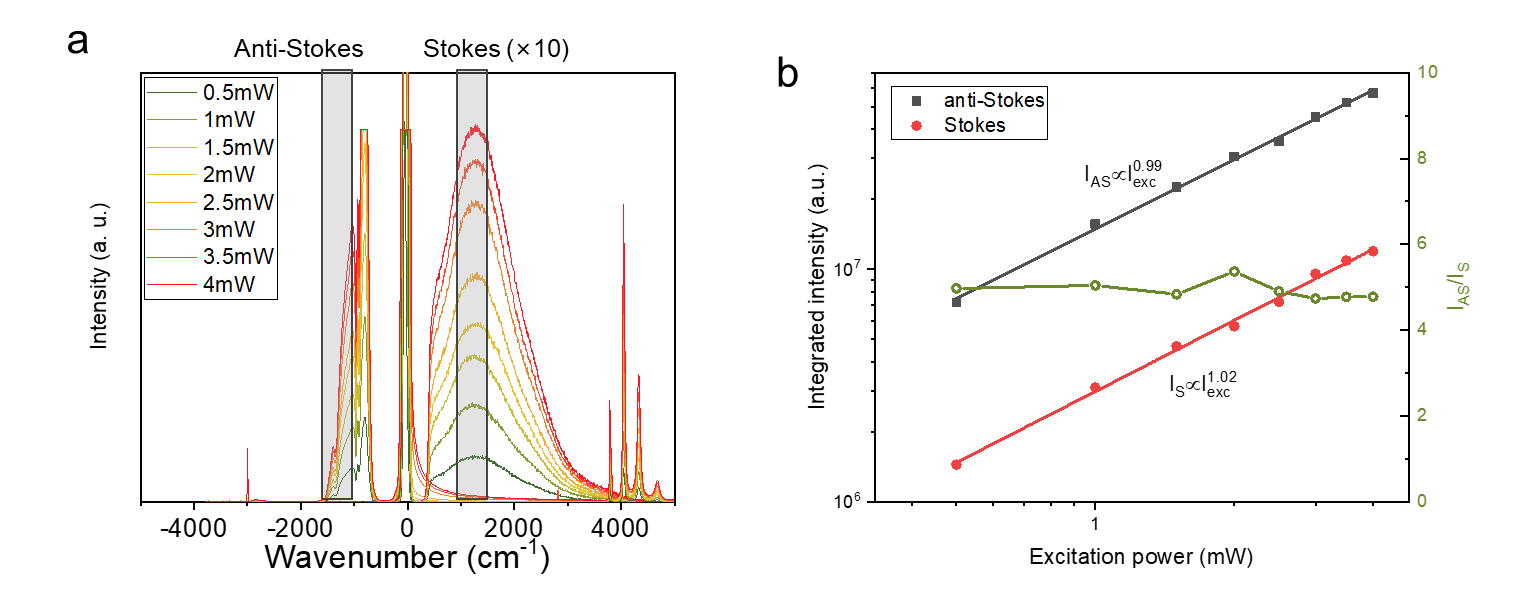 a
Anti-Stokes
Stokes (×10)
0.5mW
1mW
1.5mW
2mW
2.5mW
3mW
3.5mW
4mW
Intensity (a. u.)
-4000
-2000
0
2000
4000
Wavenumber (cm⁻¹)
b
anti-Stokes
Stokes
I_AS∝I_exc^0.99
I_S∝I_exc^1.02
Integrated intensity (a.u.)
10⁷
10⁶
1
Excitation power (mW)
10
8
6
4
2
0
I_AS/I_S